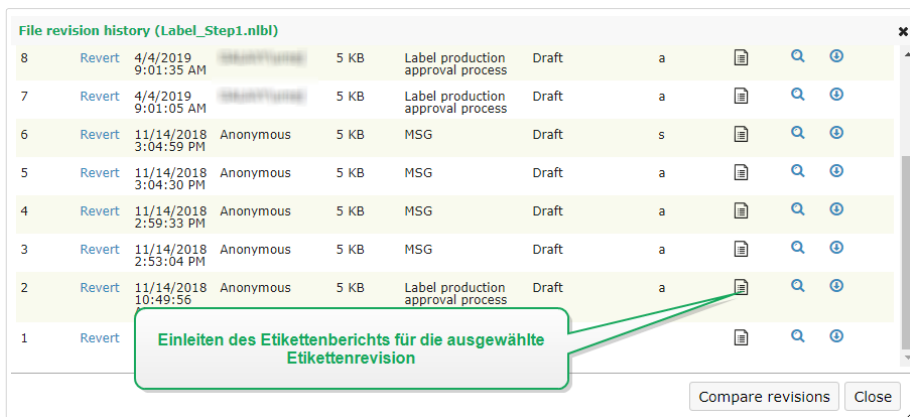 File revision history (Label_Step1.nlbl)
8 Revert 4/4/2019 5 KB Label production Draft a
9:01:35 AM approval process
7 Revert 4/4/2019 5 KB Label production Draft a
9:01:05 AM approval process
6 Revert 11/14/2018 Anonymous 5 KB MSG Draft s
3:04:59 PM
5 Revert 11/14/2018 Anonymous 5 KB MSG Draft a
3:04:30 PM
4 Revert 11/14/2018 Anonymous 5 KB MSG Draft a
2:59:33 PM
3 Revert 11/14/2018 Anonymous 5 KB MSG Draft a
2:53:04 PM
2 Revert 11/14/2018 Anonymous 5 KB Label production Draft a
10:49:56 approval process
1 Revert
Einleiten des Etikettenberichts für die ausgewählte
Etikettenrevision
Compare revisions Close